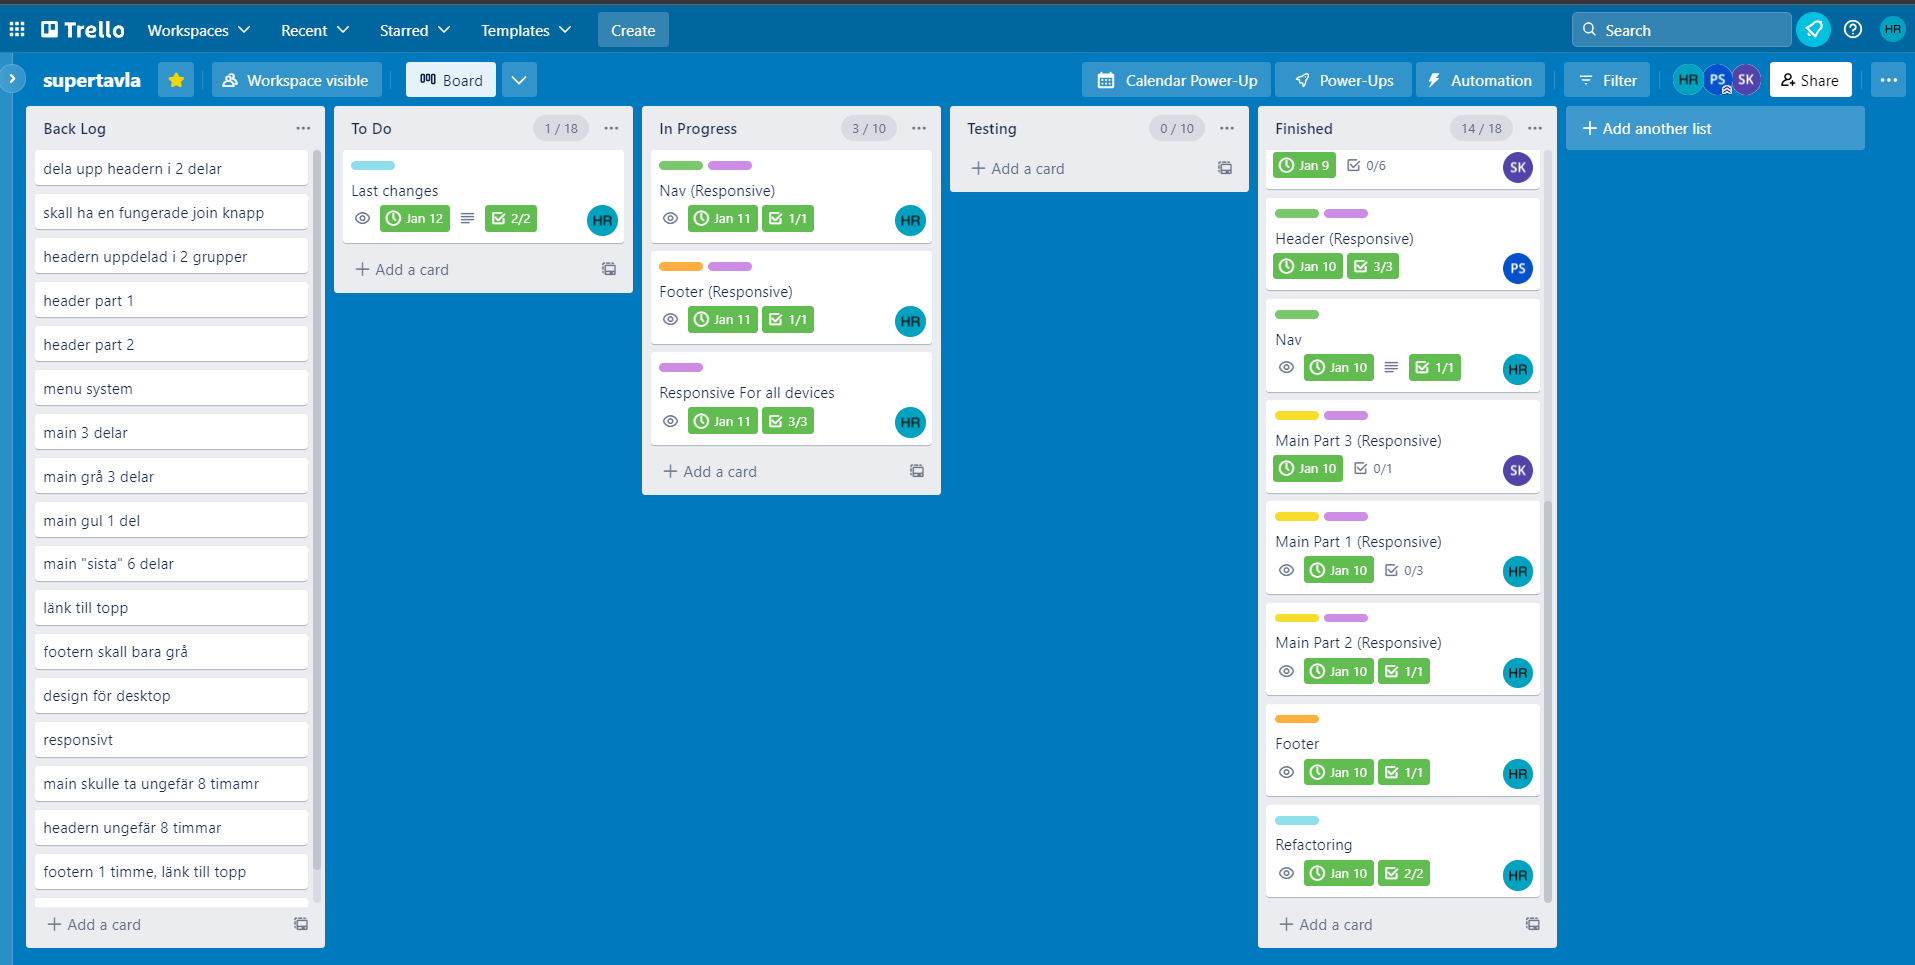 Trello
Workspaces
Recent
Starred
Templates
Create
Search
HR
supertavla
Workspace visible
Board
Calendar Power-Up
Power-Ups
Automation
Filter
HR
PS
SK
Share
Back Log
dela upp headern i 2 delar
skall ha en fungerade join knapp
headern uppdelad i 2 grupper
header part 1
header part 2
menu system
main 3 delar
main grå 3 delar
main gul 1 del
main "sista" 6 delar
länk till topp
footern skall bara grå
design för desktop
responsivt
main skulle ta ungefär 8 timamr
headern ungefär 8 timmar
footern 1 timme, länk till topp
Add a card
To Do
1 / 18
Last changes
Jan 12
2/2
HR
Add a card
In Progress
3 / 10
Nav (Responsive)
Jan 11
1/1
HR
Footer (Responsive)
Jan 11
1/1
HR
Responsive For all devices
Jan 11
3/3
HR
Add a card
Testing
0 / 10
Add a card
Finished
14 / 18
Jan 9
0/6
SK
Header (Responsive)
Jan 10
3/3
PS
Nav
Jan 10
1/1
HR
Main Part 3 (Responsive)
Jan 10
0/1
SK
Main Part 1 (Responsive)
Jan 10
0/3
HR
Main Part 2 (Responsive)
Jan 10
1/1
HR
Footer
Jan 10
1/1
HR
Refactoring
Jan 10
2/2
HR
Add a card
Add another list